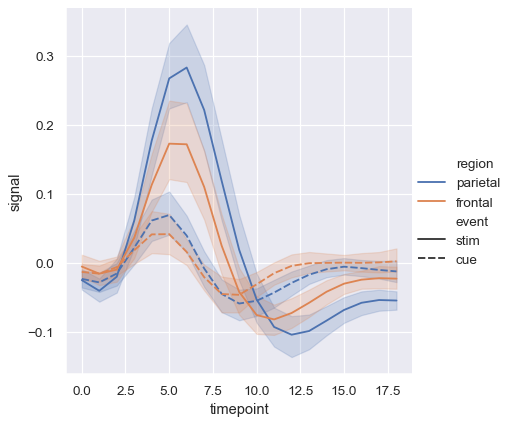 0.3
0.2
0.1
0.0
−0.1
signal
0.0 2.5 5.0 7.5 10.0 12.5 15.0 17.5
timepoint
region
parietal
frontal
event
stim
cue